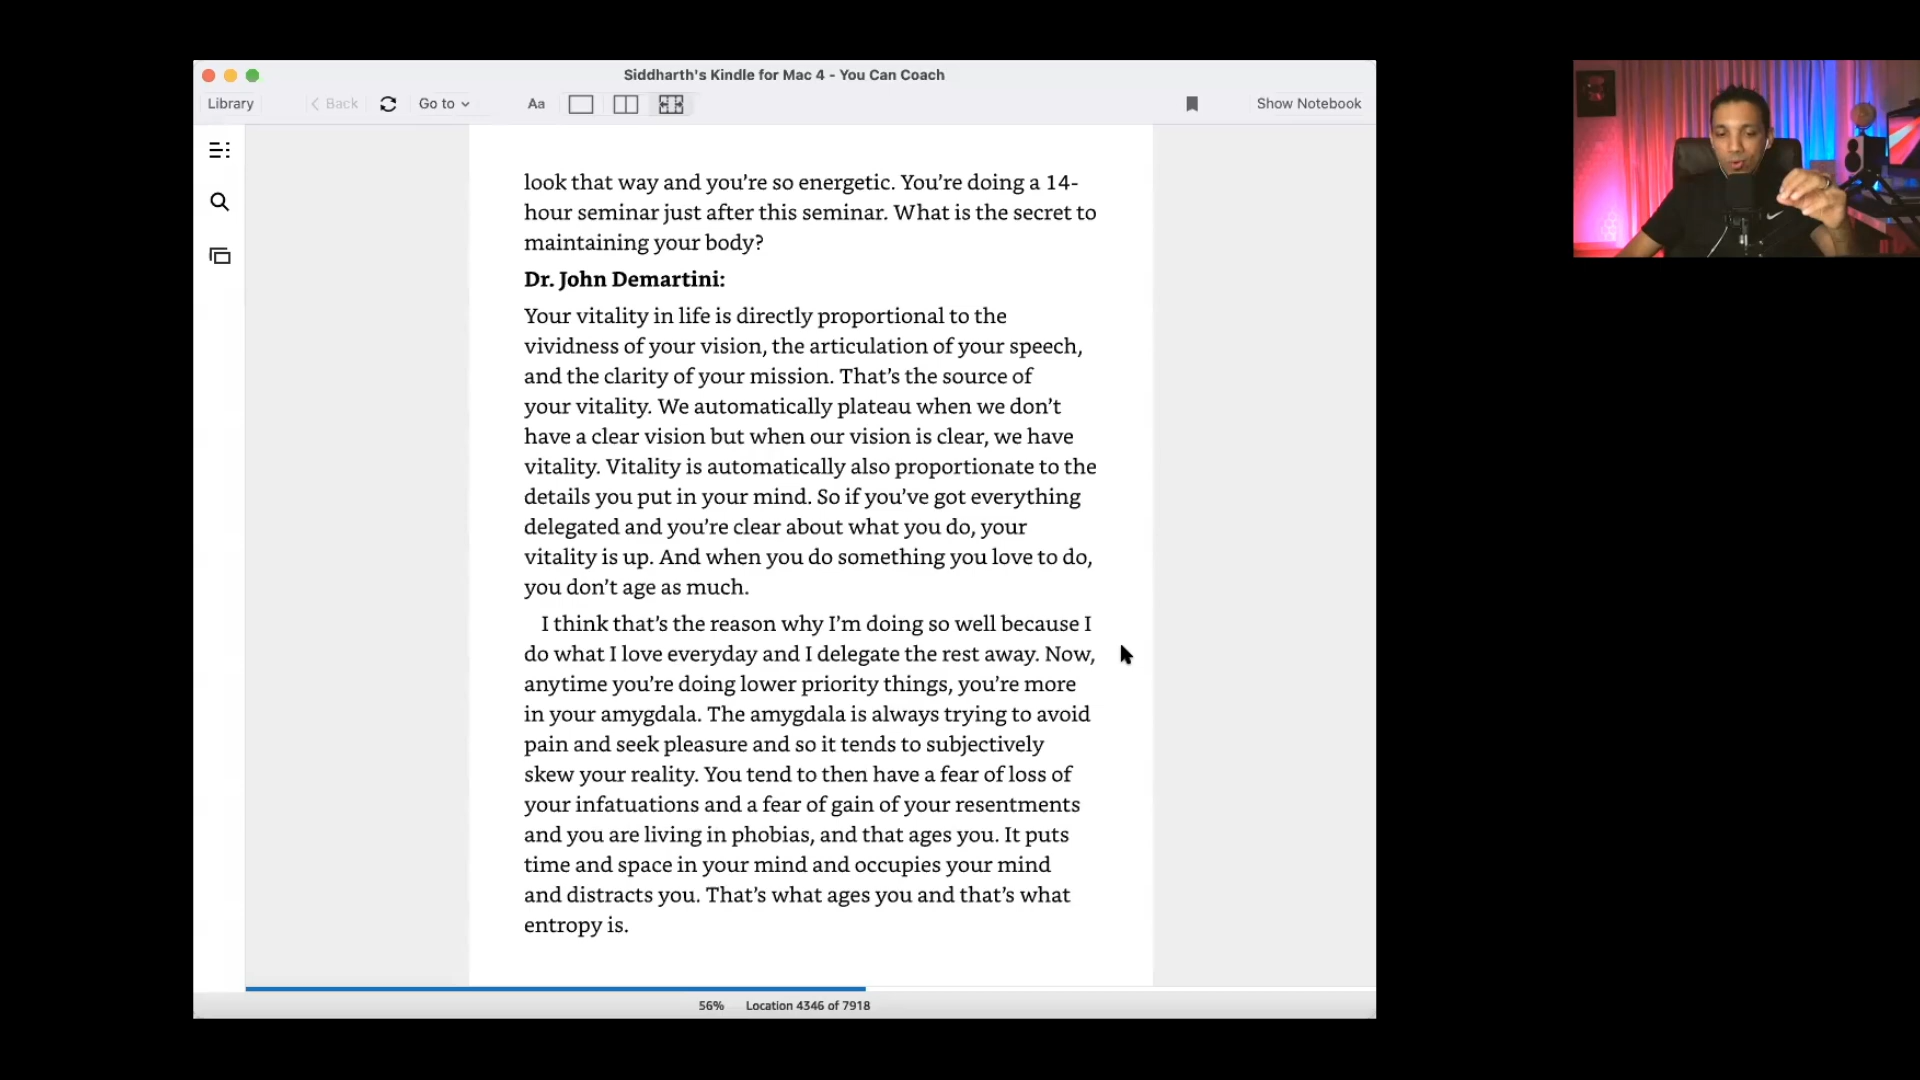 Siddharth's Kindle for Mac 4 - You Can Coach
Library
Back
Go to
Aa
Show Notebook
look that way and you’re so energetic. You’re doing a 14-
hour seminar just after this seminar. What is the secret to
maintaining your body?
Dr. John Demartini:
Your vitality in life is directly proportional to the
vividness of your vision, the articulation of your speech,
and the clarity of your mission. That’s the source of
your vitality. We automatically plateau when we don’t
have a clear vision but when our vision is clear, we have
vitality. Vitality is automatically also proportionate to the
details you put in your mind. So if you’ve got everything
delegated and you’re clear about what you do, your
vitality is up. And when you do something you love to do,
you don’t age as much.
I think that’s the reason why I’m doing so well because I
do what I love everyday and I delegate the rest away. Now,
anytime you’re doing lower priority things, you’re more
in your amygdala. The amygdala is always trying to avoid
pain and seek pleasure and so it tends to subjectively
skew your reality. You tend to then have a fear of loss of
your infatuations and a fear of gain of your resentments
and you are living in phobias, and that ages you. It puts
time and space in your mind and occupies your mind
and distracts you. That’s what ages you and that’s what
entropy is.
56%
Location 4346 of 7918